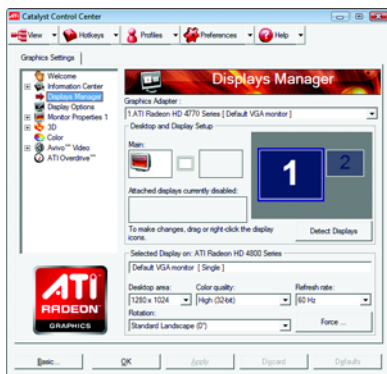 ATI Catalyst Control Center
View Hotkeys Profiles Preferences Help
Graphics Settings
Welcome
Information Center
Displays Manager
Display Options
Monitor Properties 1
3D
Color
Avivo™ Video
ATI Overdrive™
ATI
RADEON
GRAPHICS
Displays Manager
Graphics Adapter :
1.ATI Radeon HD 4770 Series [ Default VGA monitor ]
Desktop and Display Setup
Main:
1
2
Attached displays currently disabled:
To make changes, drag or right-click the display icons.
Detect Displays
Selected Display on: ATI Radeon HD 4800 Series
Default VGA monitor [ Single ]
Desktop area: Color quality: Refresh rate:
1280 x 1024 High (32-bit) 60 Hz
Rotation:
Standard Landscape (0°)
Force ...
Basic... OK Apply Discard Defaults